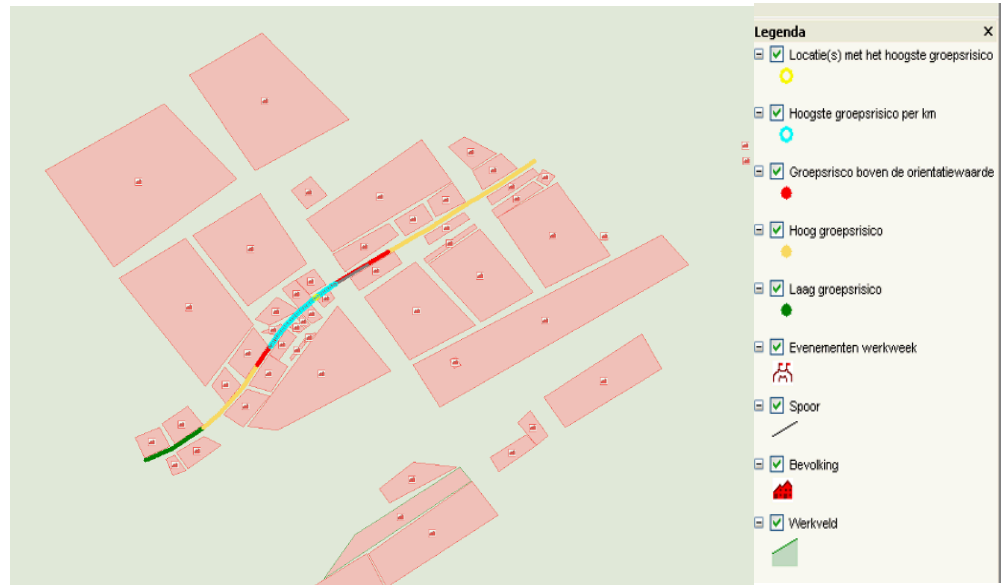 Legenda X
Locatie(s) met het hoogste groepsrisico
Hoogste groepsrisico per km
Groepsrisco boven de orientatiewaarde
Hoog groepsrisico
Laag groepsrisico
Evenementen werkweek
Spoor
Bevolking
Werkveld